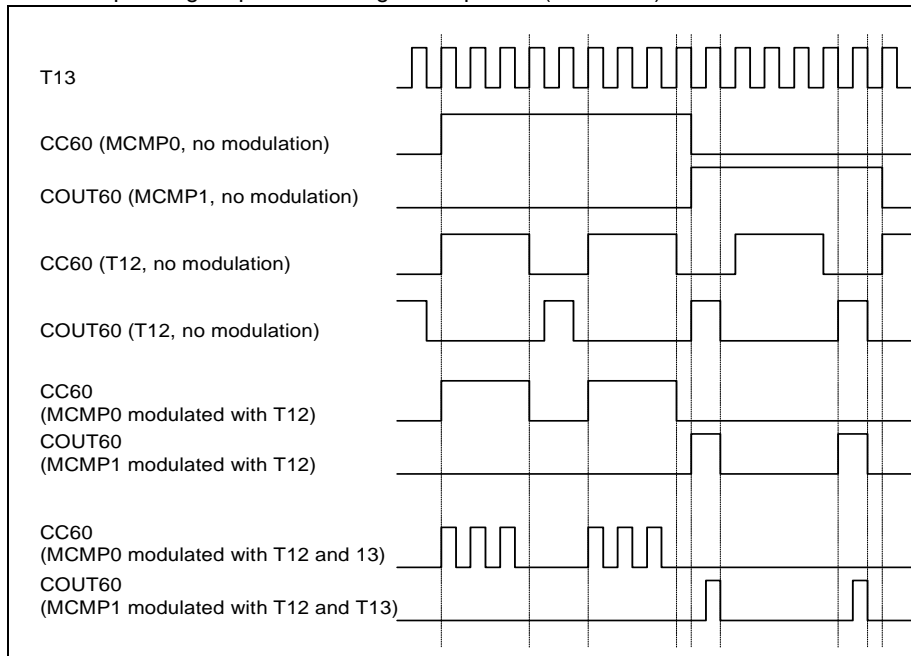 T13
CC60 (MCMP0, no modulation)
COUT60 (MCMP1, no modulation)
CC60 (T12, no modulation)
COUT60 (T12, no modulation)
CC60
(MCMP0 modulated with T12)
COUT60
(MCMP1 modulated with T12)
CC60
(MCMP0 modulated with T12 and 13)
COUT60
(MCMP1 modulated with T12 and T13)